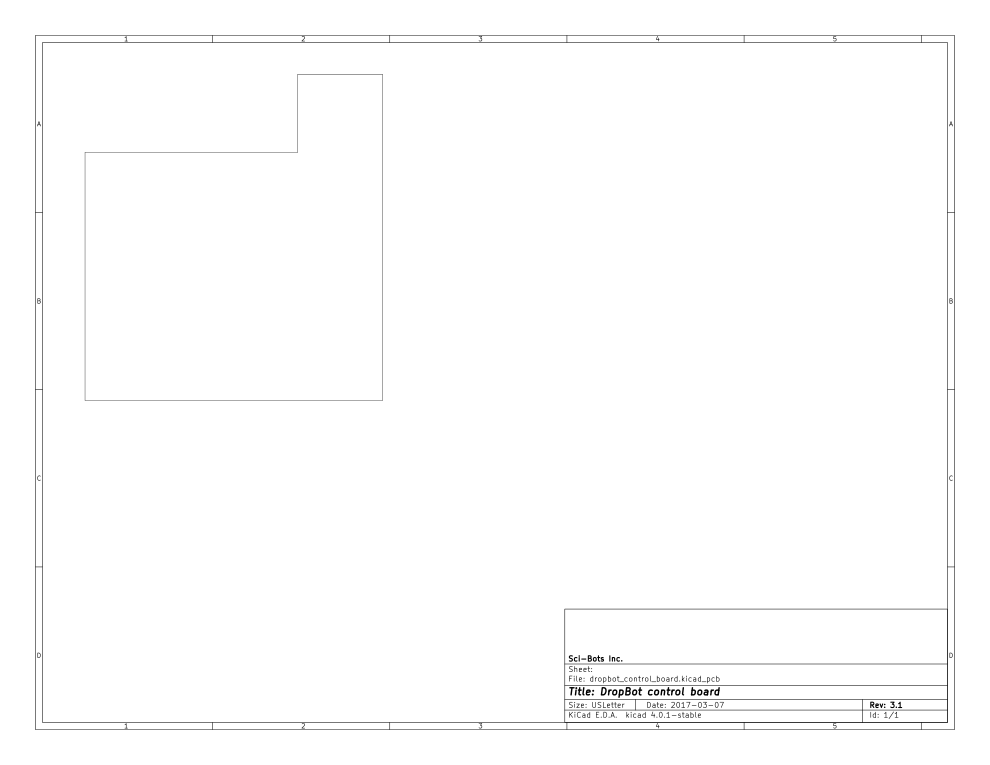 1 2 3 4 5
A A
B B
C C
D D
Sci-Bots Inc.
Sheet:
File: dropbot_control_board.kicad_pcb
Title: DropBot control board
Size: USLetter Date: 2017-03-07 Rev: 3.1
KiCad E.D.A. kicad 4.0.1-stable Id: 1/1
1 2 3 4 5